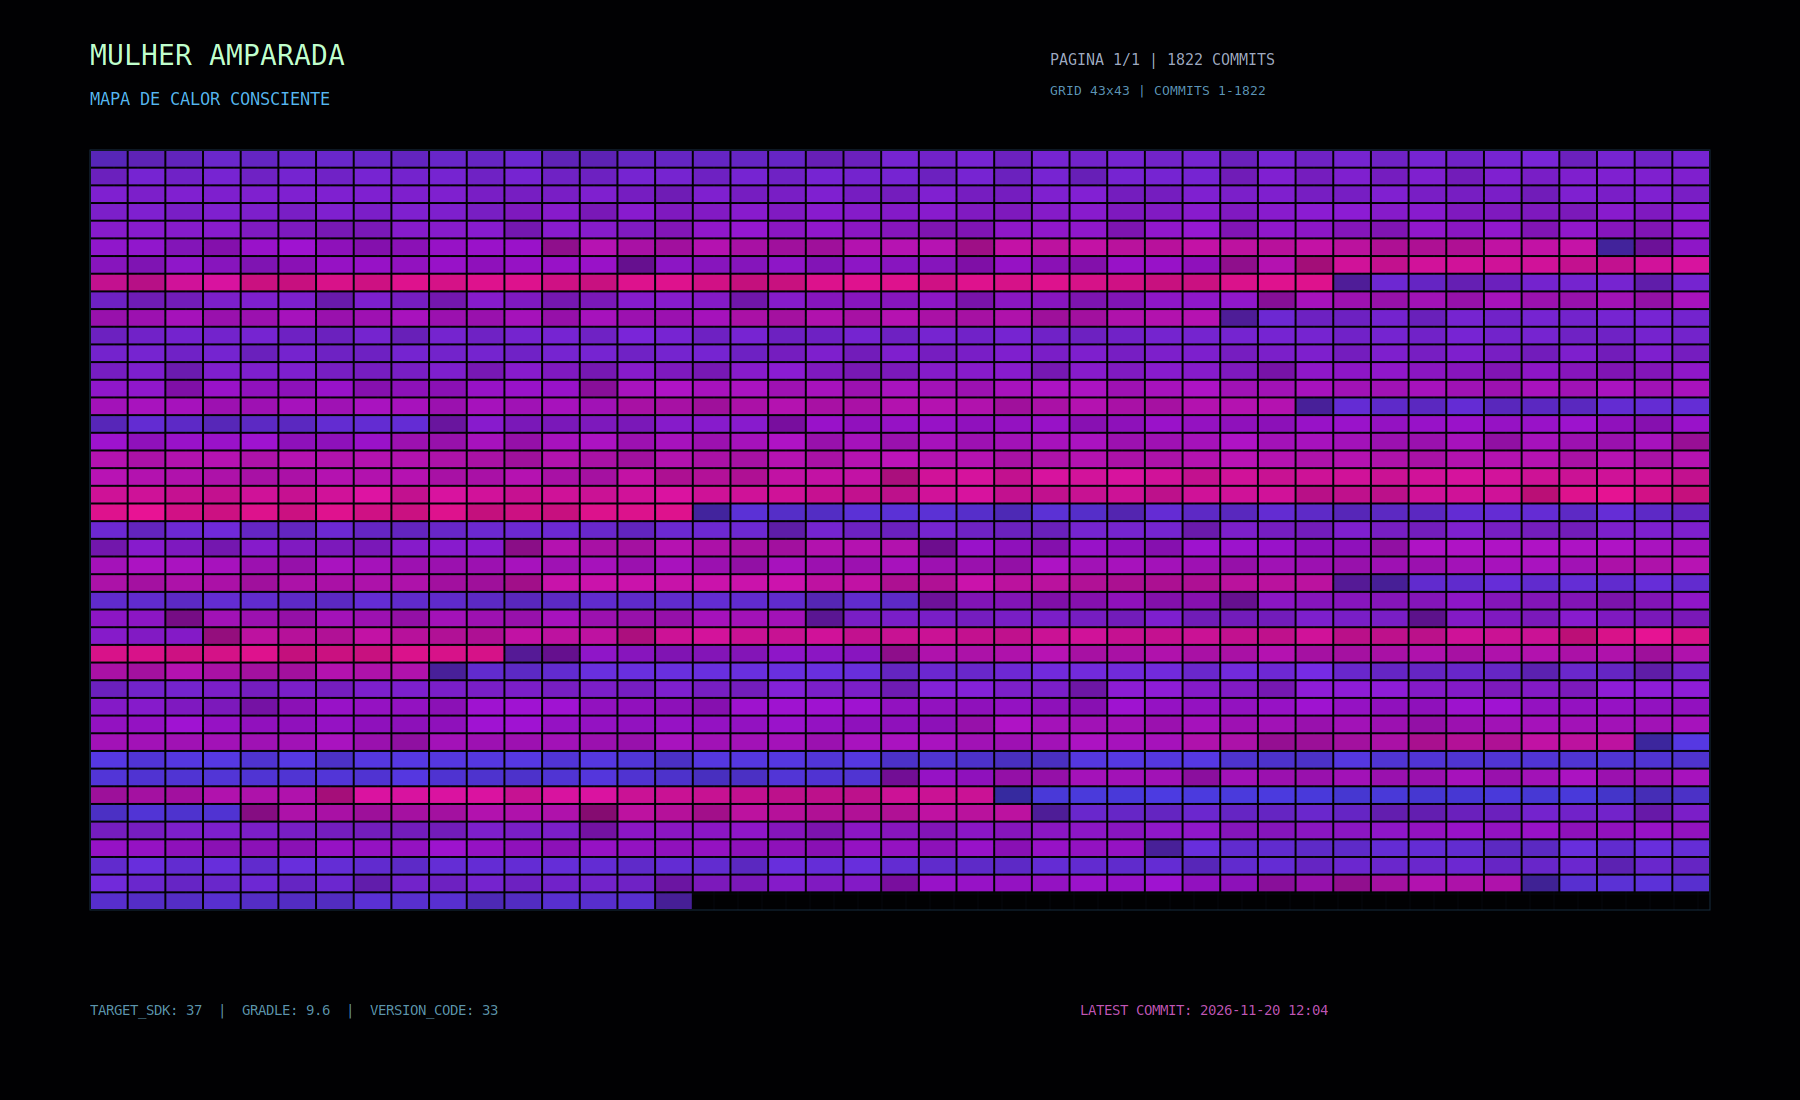 MULHER AMPARADA
MAPA DE CALOR CONSCIENTE
PAGINA 1/1 | 1822 COMMITS
GRID 43x43 | COMMITS 1-1822
TARGET_SDK: 37 | GRADLE: 9.6 | VERSION_CODE: 33
LATEST COMMIT: 2026-11-20 12:04